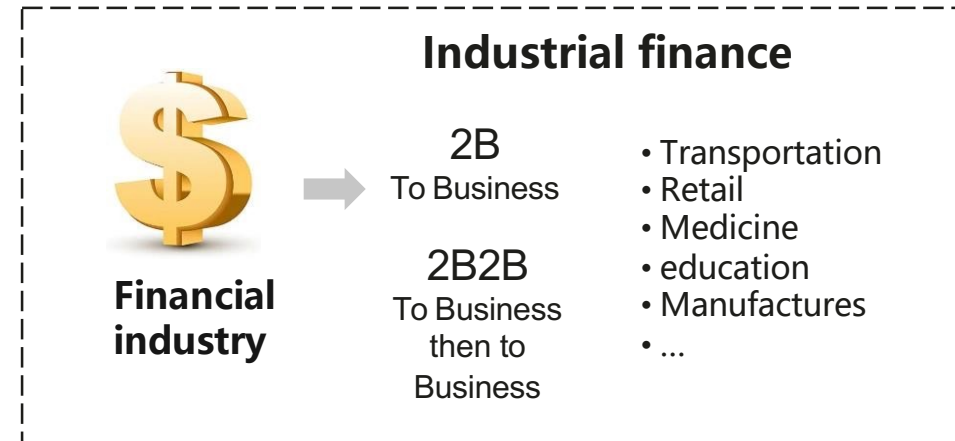 Industrial finance
Financial
industry
2B
To Business
2B2B
To Business
then to
Business
• Transportation
• Retail
• Medicine
• education
• Manufactures
• ...